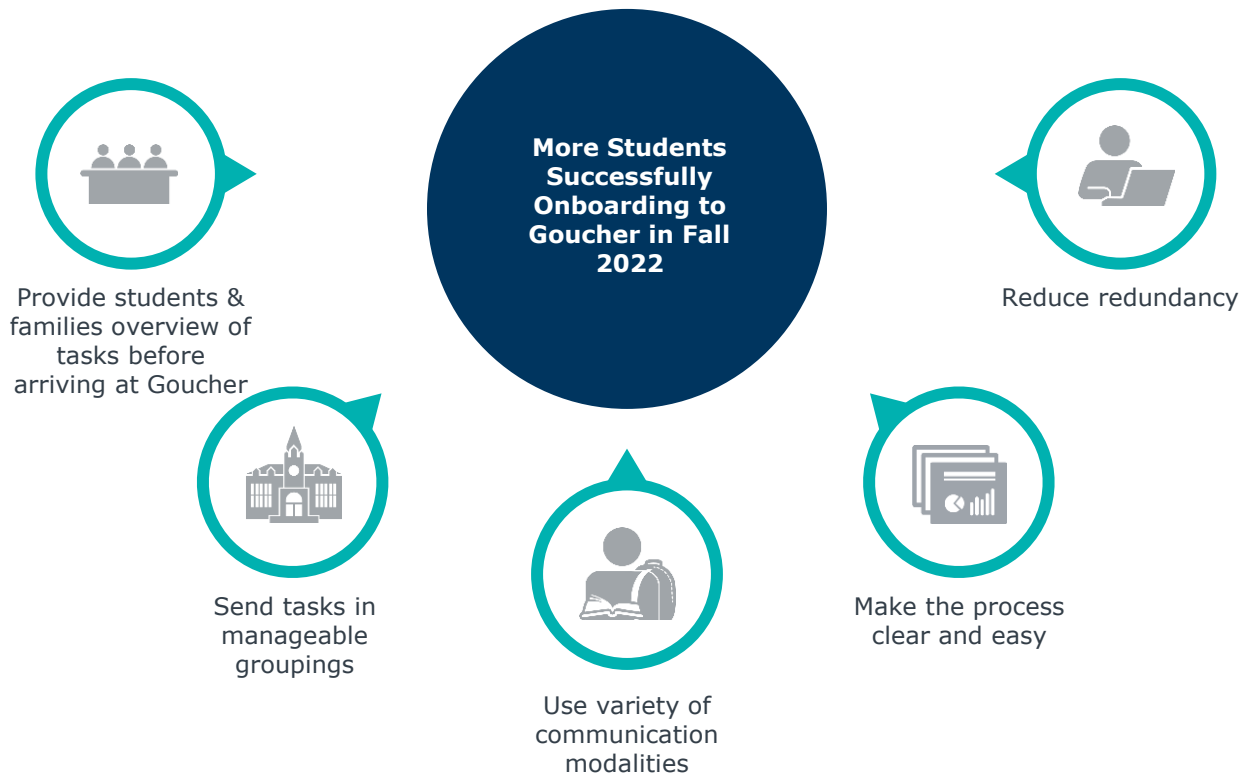 More Students
Successfully
Onboarding to
Goucher in Fall
2022
Provide students &
families overview of
tasks before
arriving at Goucher
Send tasks in
manageable
groupings
Use variety of
communication
modalities
Make the process
clear and easy
Reduce redundancy